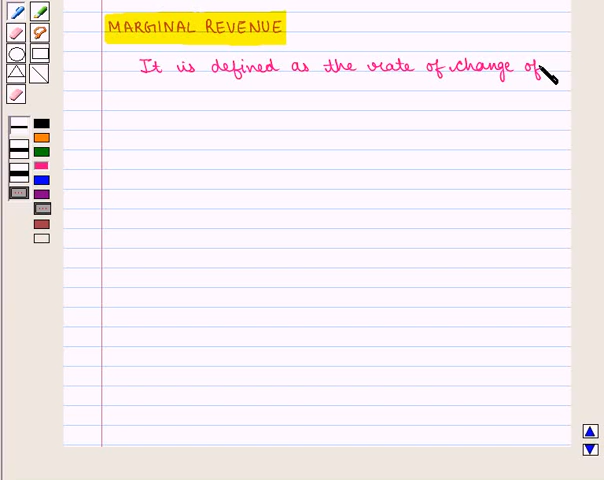 MARGINAL REVENUE
It is defined as the rate of change of